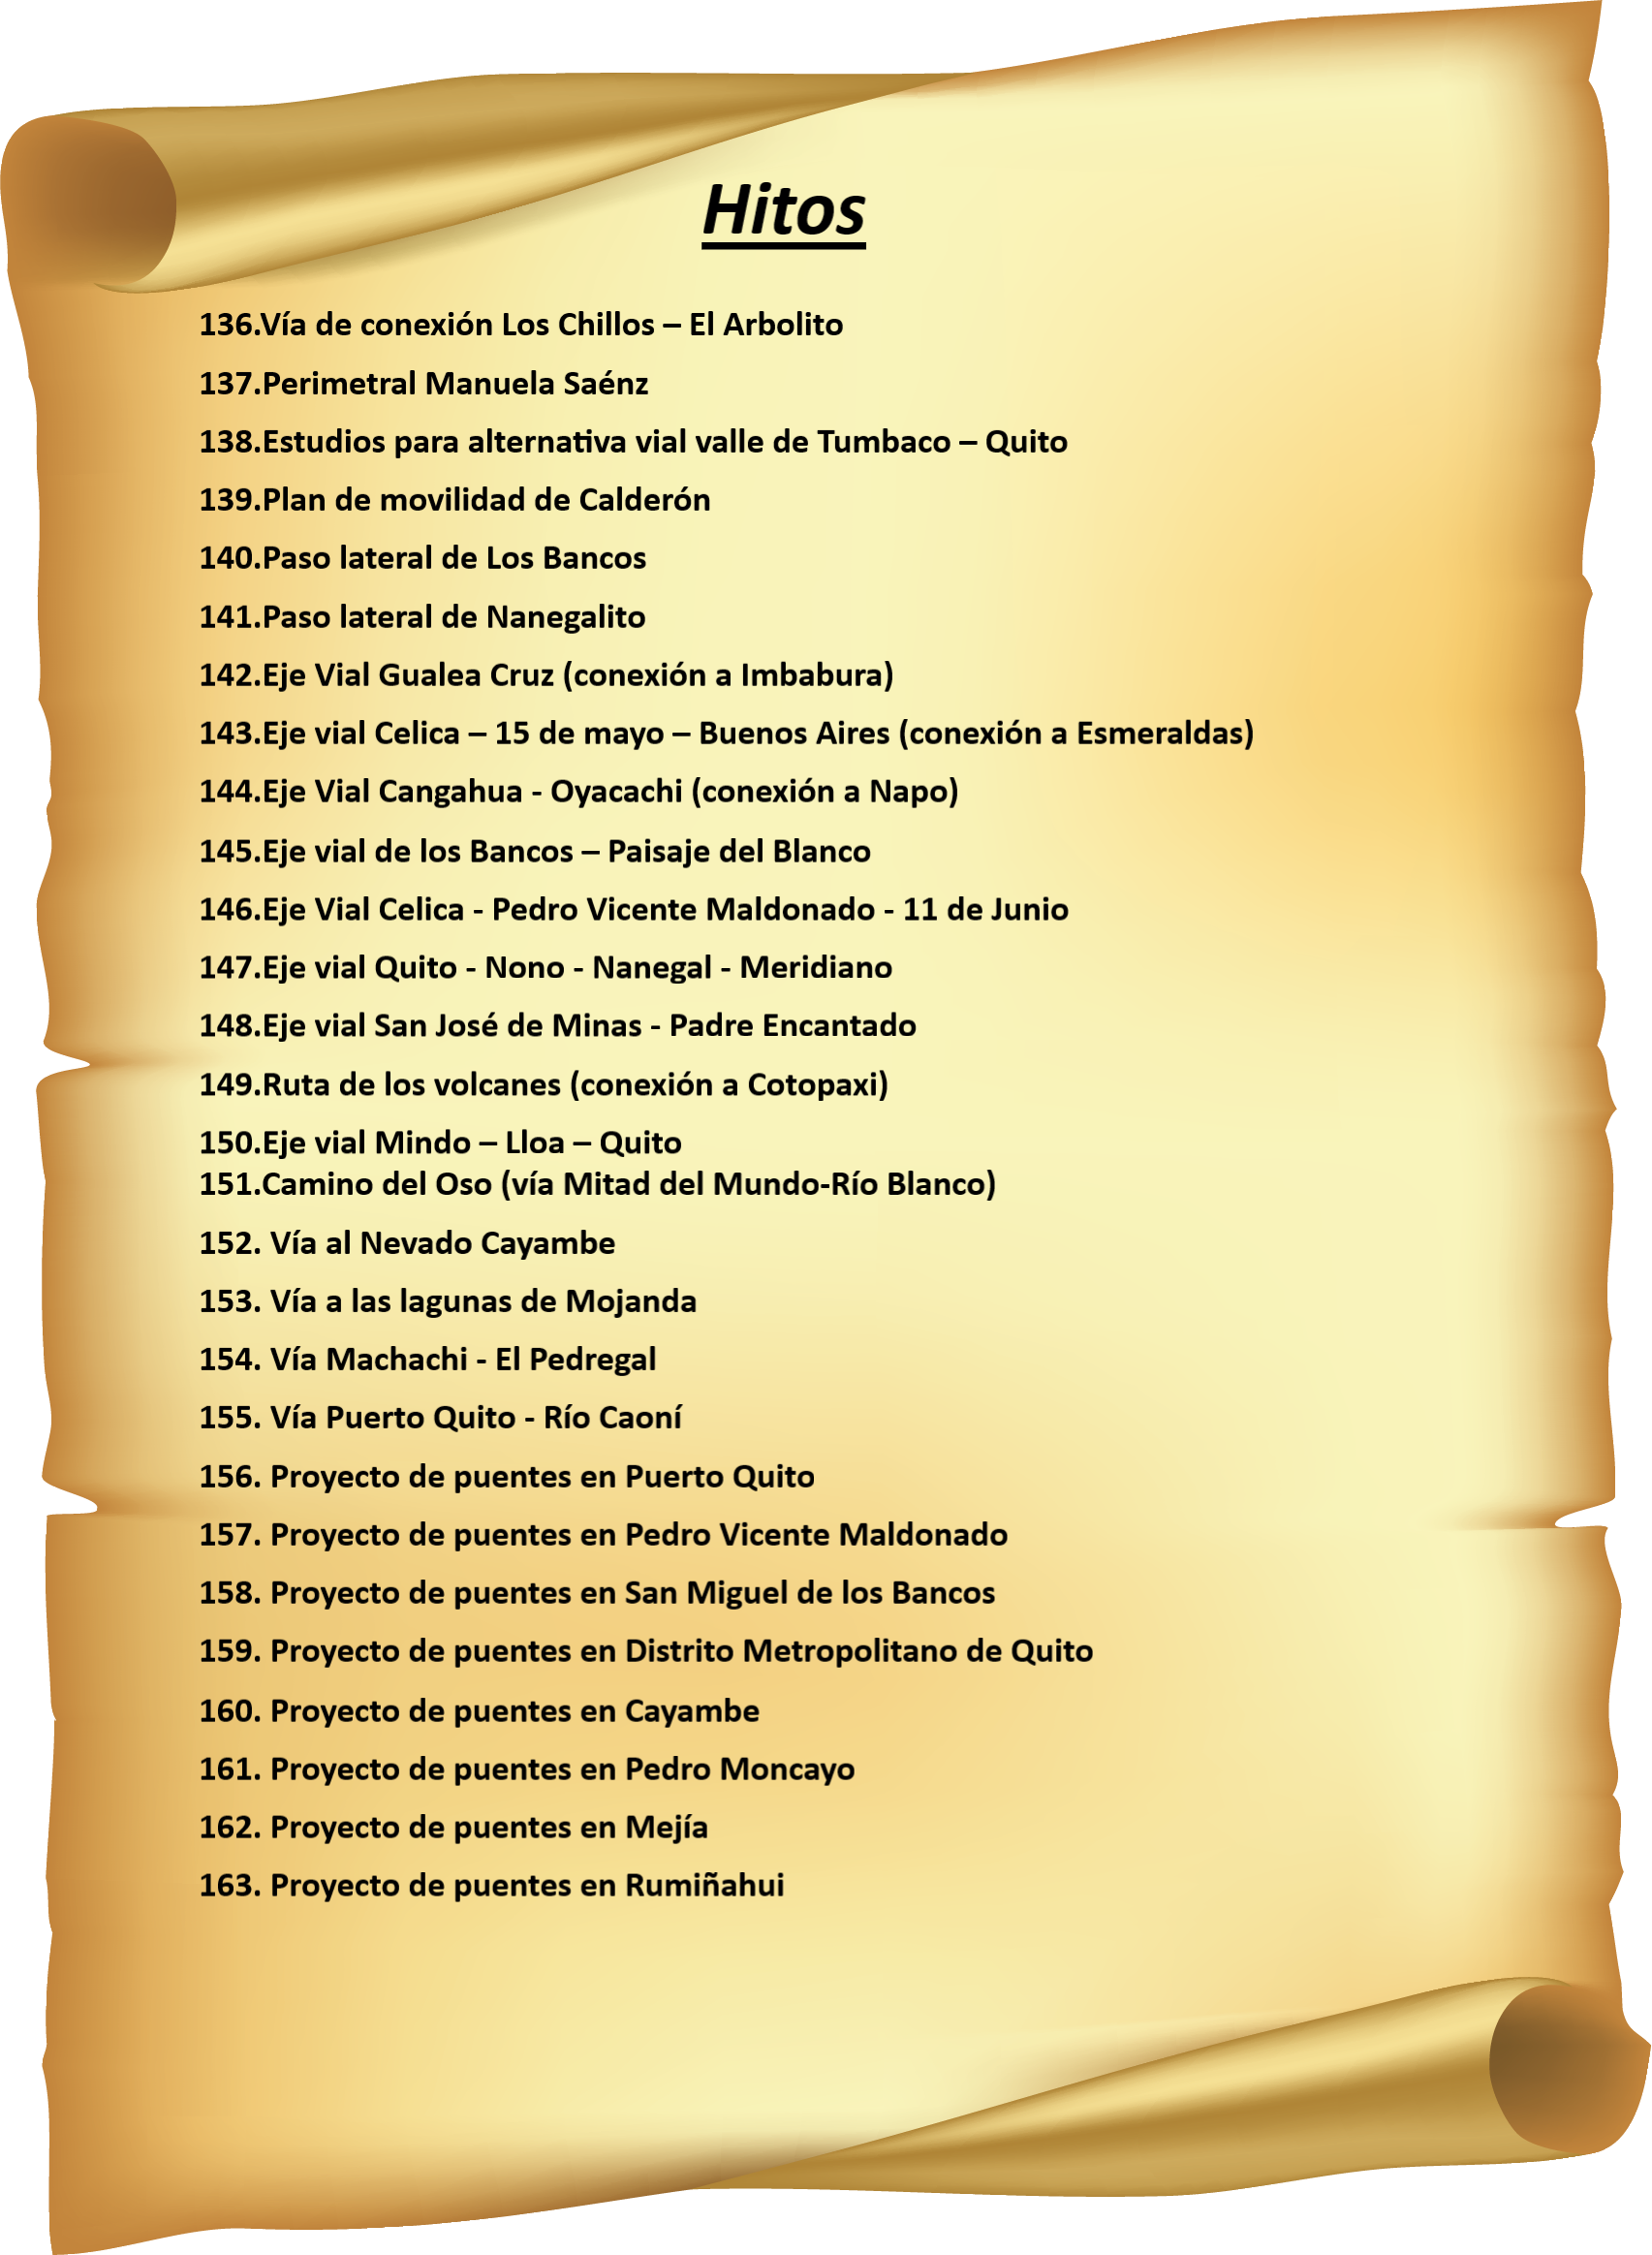 Hitos
136.Vía de conexión Los Chillos – El Arbolito
137.Perimetral Manuela Saénz
138.Estudios para alternativa vial valle de Tumbaco – Quito
139.Plan de movilidad de Calderón
140.Paso lateral de Los Bancos
141.Paso lateral de Nanegalito
142.Eje Vial Gualea Cruz (conexión a Imbabura)
143.Eje vial Celica – 15 de mayo – Buenos Aires (conexión a Esmeraldas)
144.Eje Vial Cangahua - Oyacachi (conexión a Napo)
145.Eje vial de los Bancos – Paisaje del Blanco
146.Eje Vial Celica - Pedro Vicente Maldonado - 11 de Junio
147.Eje vial Quito - Nono - Nanegal - Meridiano
148.Eje vial San José de Minas - Padre Encantado
149.Ruta de los volcanes (conexión a Cotopaxi)
150.Eje vial Mindo – Lloa – Quito
151.Camino del Oso (vía Mitad del Mundo-Río Blanco)
152. Vía al Nevado Cayambe
153. Vía a las lagunas de Mojanda
154. Vía Machachi - El Pedregal
155. Vía Puerto Quito - Río Caoní
156. Proyecto de puentes en Puerto Quito
157. Proyecto de puentes en Pedro Vicente Maldonado
158. Proyecto de puentes en San Miguel de los Bancos
159. Proyecto de puentes en Distrito Metropolitano de Quito
160. Proyecto de puentes en Cayambe
161. Proyecto de puentes en Pedro Moncayo
162. Proyecto de puentes en Mejía
163. Proyecto de puentes en Rumiñahui